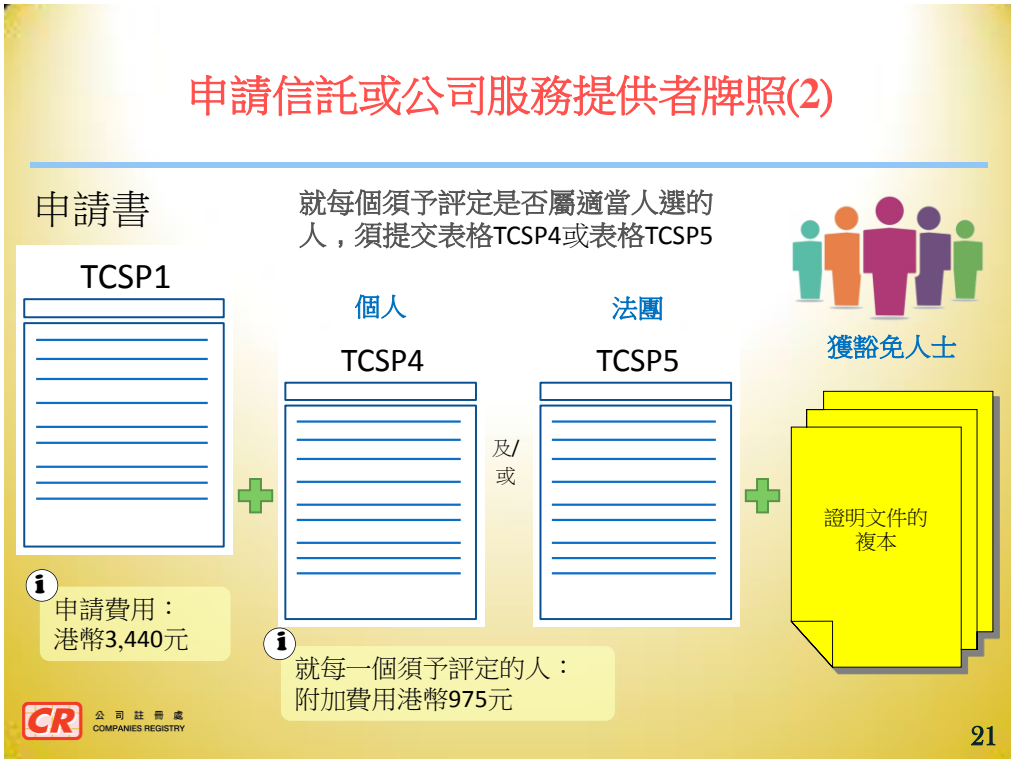 申請信託或公司服務提供者牌照(2)
申請書
TCSP1
就每個須予評定是否屬適當人選的
人，須提交表格TCSP4或表格TCSP5
個人
TCSP4
及/
或
法團
TCSP5
獲豁免人士
證明文件的
複本
i
申請費用：
港幣3,440元
i
就每一個須予評定的人：
附加費用港幣975元
CR
公司註冊處
COMPANIES REGISTRY
21